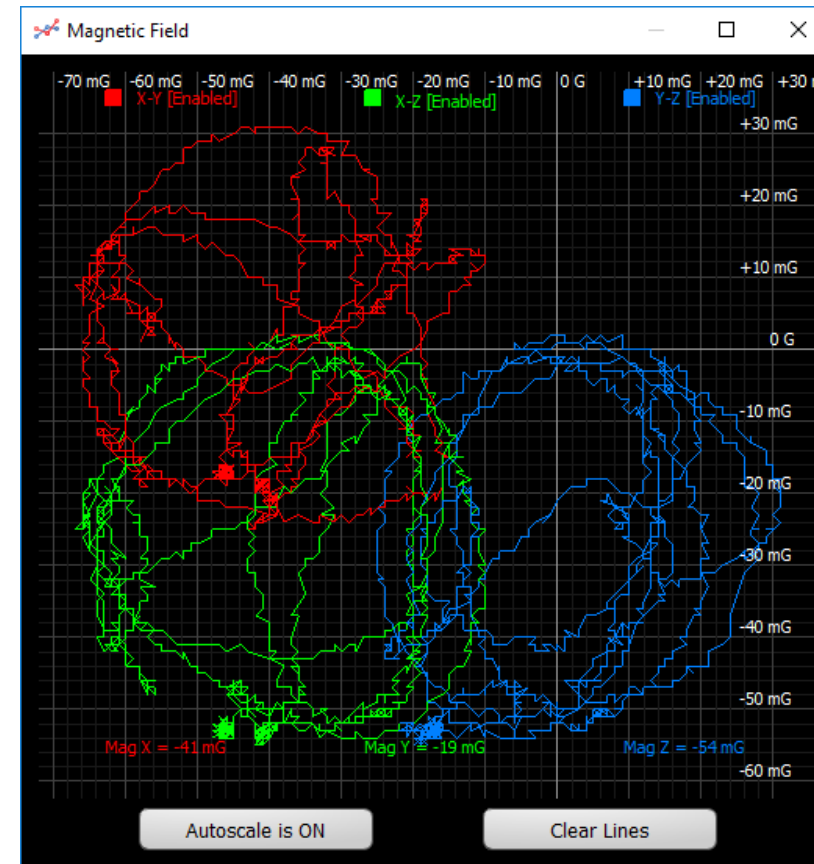 Magnetic Field
-70 mG -60 mG -50 mG -40 mG -30 mG -20 mG -10 mG 0 G +10 mG +20 mG +30
X-Y [Enabled] X-Z [Enabled] Y-Z [Enabled]
+30 mG
+20 mG
+10 mG
0 G
-10 mG
-20 mG
-30 mG
-40 mG
-50 mG
Mag X = -41 mG Mag Y = -19 mG Mag Z = -54 mG
-60 mG
Autoscale is ON Clear Lines